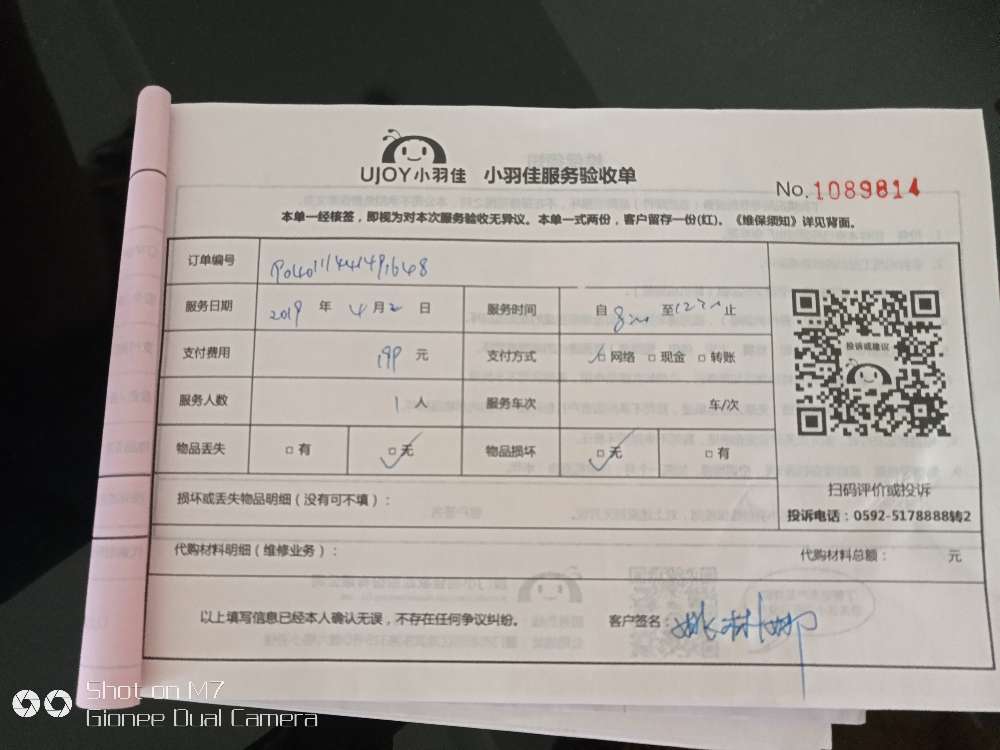 UJOY小羽佳 小羽佳服务验收单
No. 1089814
本单一经核签，即视为对本次服务验收无异议。本单一式两份，客户留存一份(红)。《维保须知》详见背面。
订单编号
服务日期 2019 年 4 月 2 日 服务时间 自 至 止
支付费用 199 元 支付方式 □网络 □现金 □转账
服务人数 1 人 服务车次 车/次
物品丢失 □有 □无 物品损坏 □无 □有
投诉或建议
扫码评价或投诉
投诉电话：0592-5178888转2
损坏或丢失物品明细（没有可不填）：
代购材料明细（维修业务）： 代购材料总额： 元
以上填写信息已经本人确认无误，不存在任何争议纠纷。 客户签名：
Shot on M7
Gionee Dual Camera